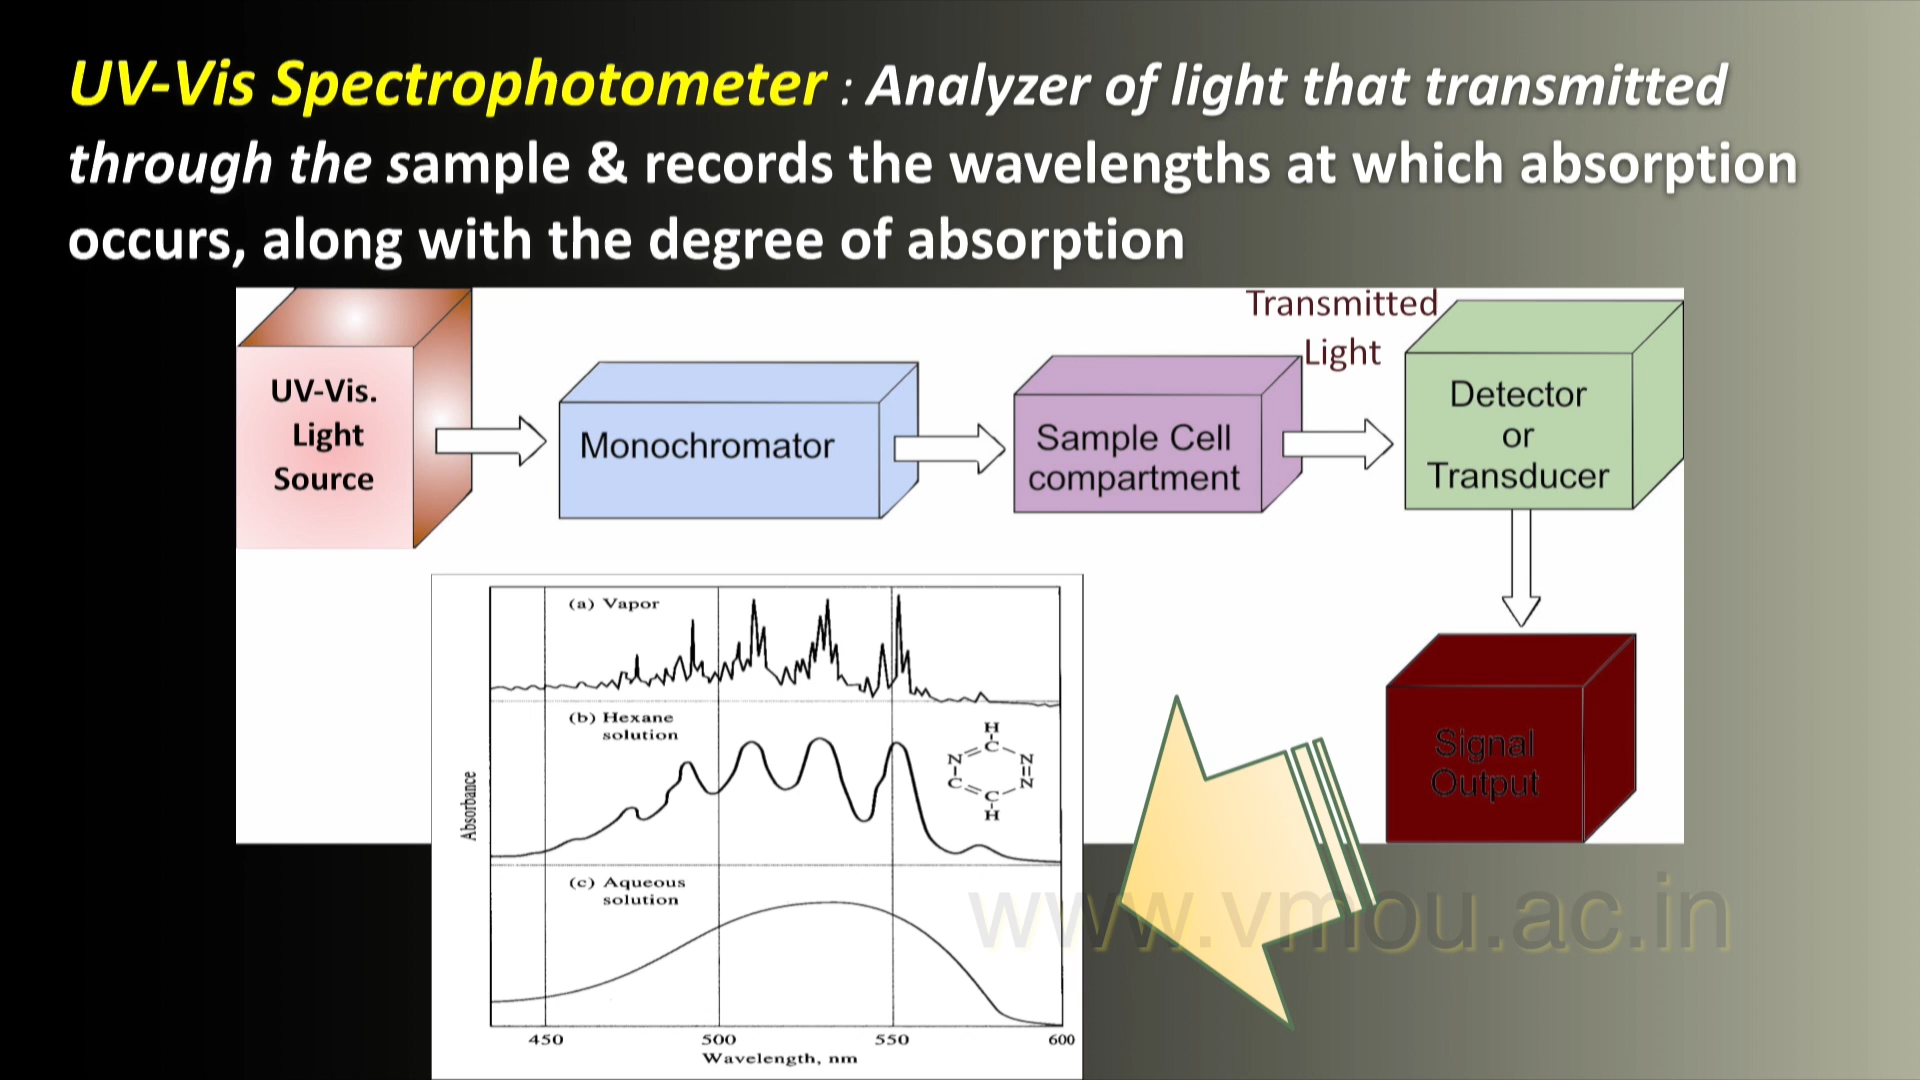 UV-Vis Spectrophotometer : Analyzer of light that transmitted
through the sample & records the wavelengths at which absorption
occurs, along with the degree of absorption
UV-Vis.
Light
Source
Monochromator
Sample Cell
compartment
Transmitted
Light
Detector
or
Transducer
Signal
Output
(a) Vapor
(b) Hexane
solution
(c) Aqueous
solution
Absorbance
H
C
N N
C N
C
H
450 500 550 600
Wavelength, nm
www.vmou.ac.in